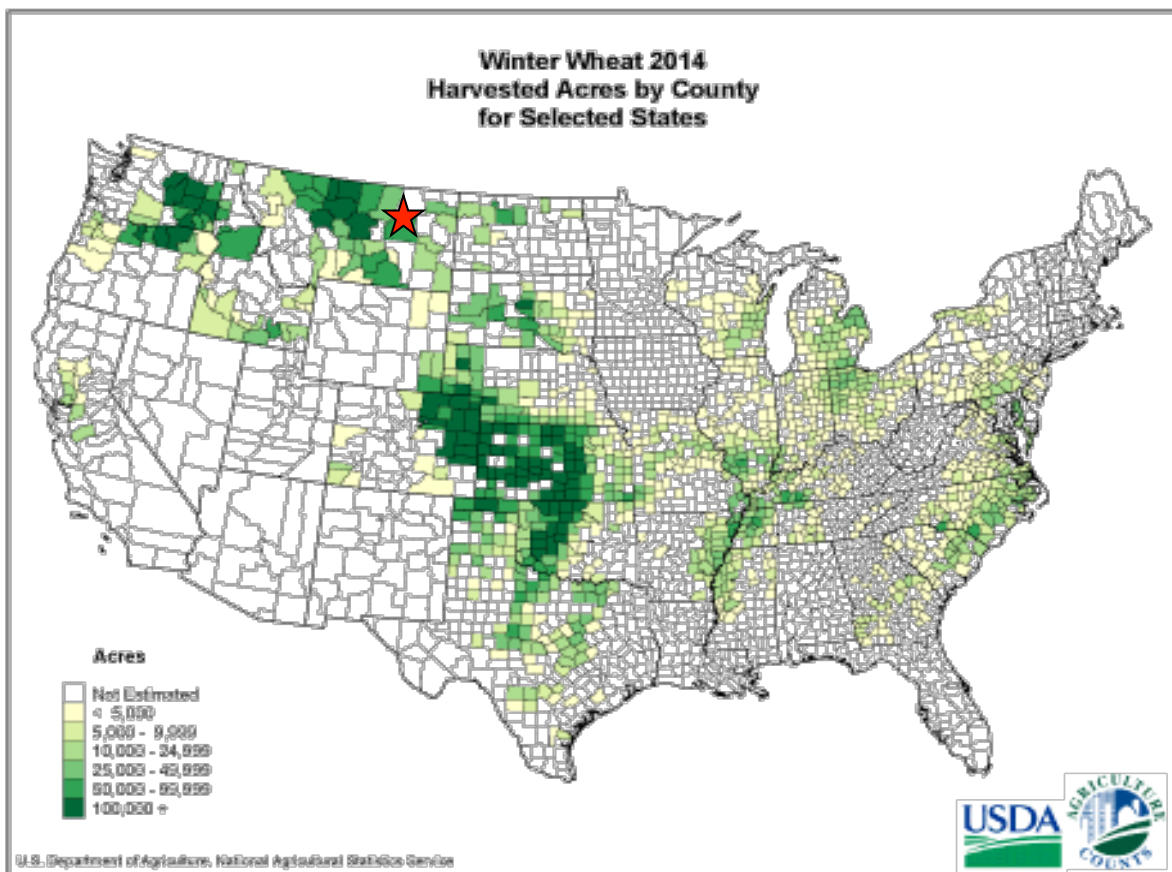 Winter Wheat 2014
Harvested Acres by County
for Selected States
Acres
Not Estimated
< 5,000
5,000 - 9,999
10,000 - 24,999
25,000 - 49,999
50,000 - 99,999
100,000 +
USDA
AGRICULTURE
COUNTS
U.S. Department of Agriculture, National Agricultural Statistics Service